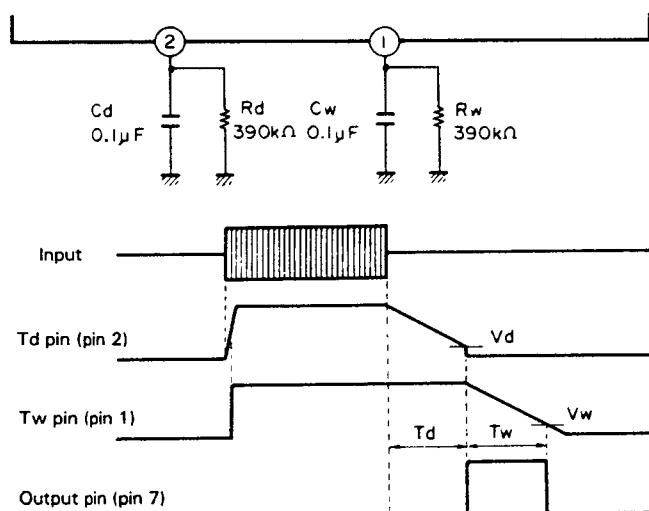 2
1
Cd
0.1μF
Rd
390kΩ
Cw
0.1μF
Rw
390kΩ
Input
Td pin (pin 2)
Vd
Tw pin (pin 1)
Vw
Td
Tw
Output pin (pin 7)